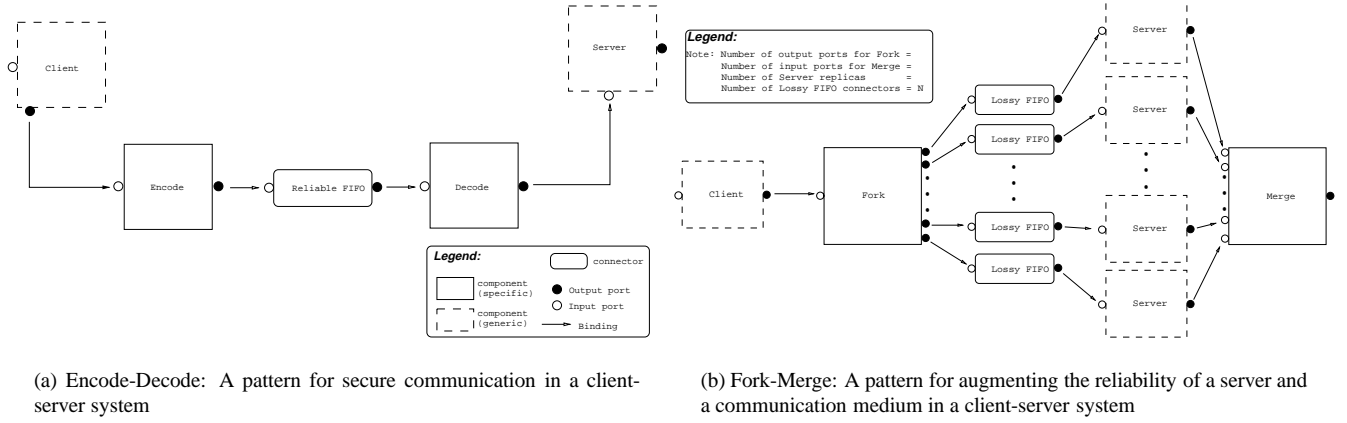 Client
Server
Encode
Reliable FIFO
Decode
Legend:
component
(specific)
component
(generic)
connector
Output port
Input port
Binding
(a) Encode-Decode: A pattern for secure communication in a client-
server system
Legend:
Note: Number of output ports for Fork =
Number of input ports for Merge =
Number of Server replicas =
Number of Lossy FIFO connectors = N
Client
Fork
Lossy FIFO
Lossy FIFO
Lossy FIFO
Lossy FIFO
Server
Server
Server
Server
Merge
(b) Fork-Merge: A pattern for augmenting the reliability of a server and
a communication medium in a client-server system